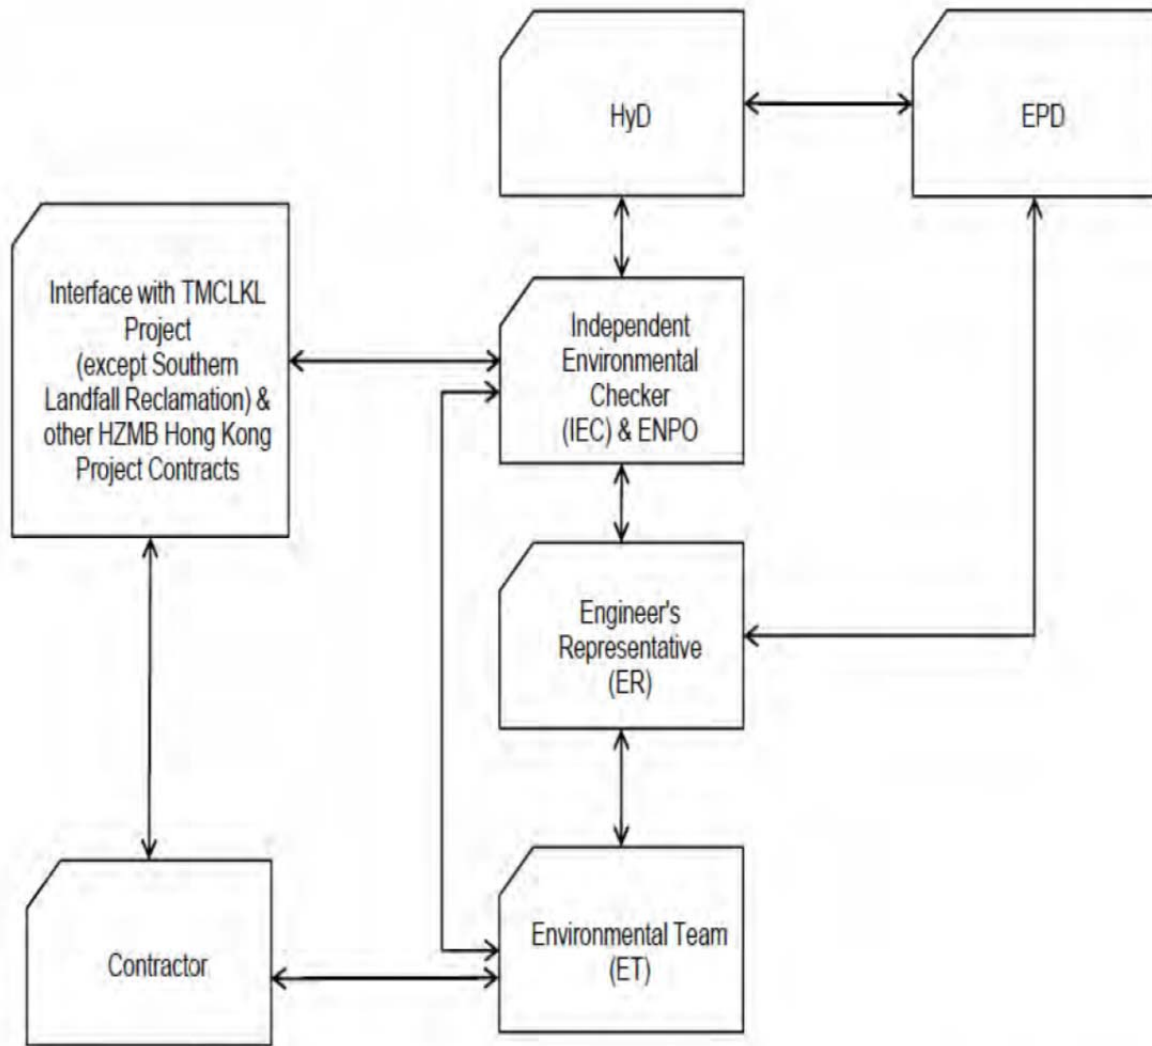 HyD
EPD
Interface with TMCLKL
Project
(except Southern
Landfall Reclamation) &
other HZMB Hong Kong
Project Contracts
Independent
Environmental
Checker
(IEC) & ENPO
Engineer's
Representative
(ER)
Contractor
Environmental Team
(ET)